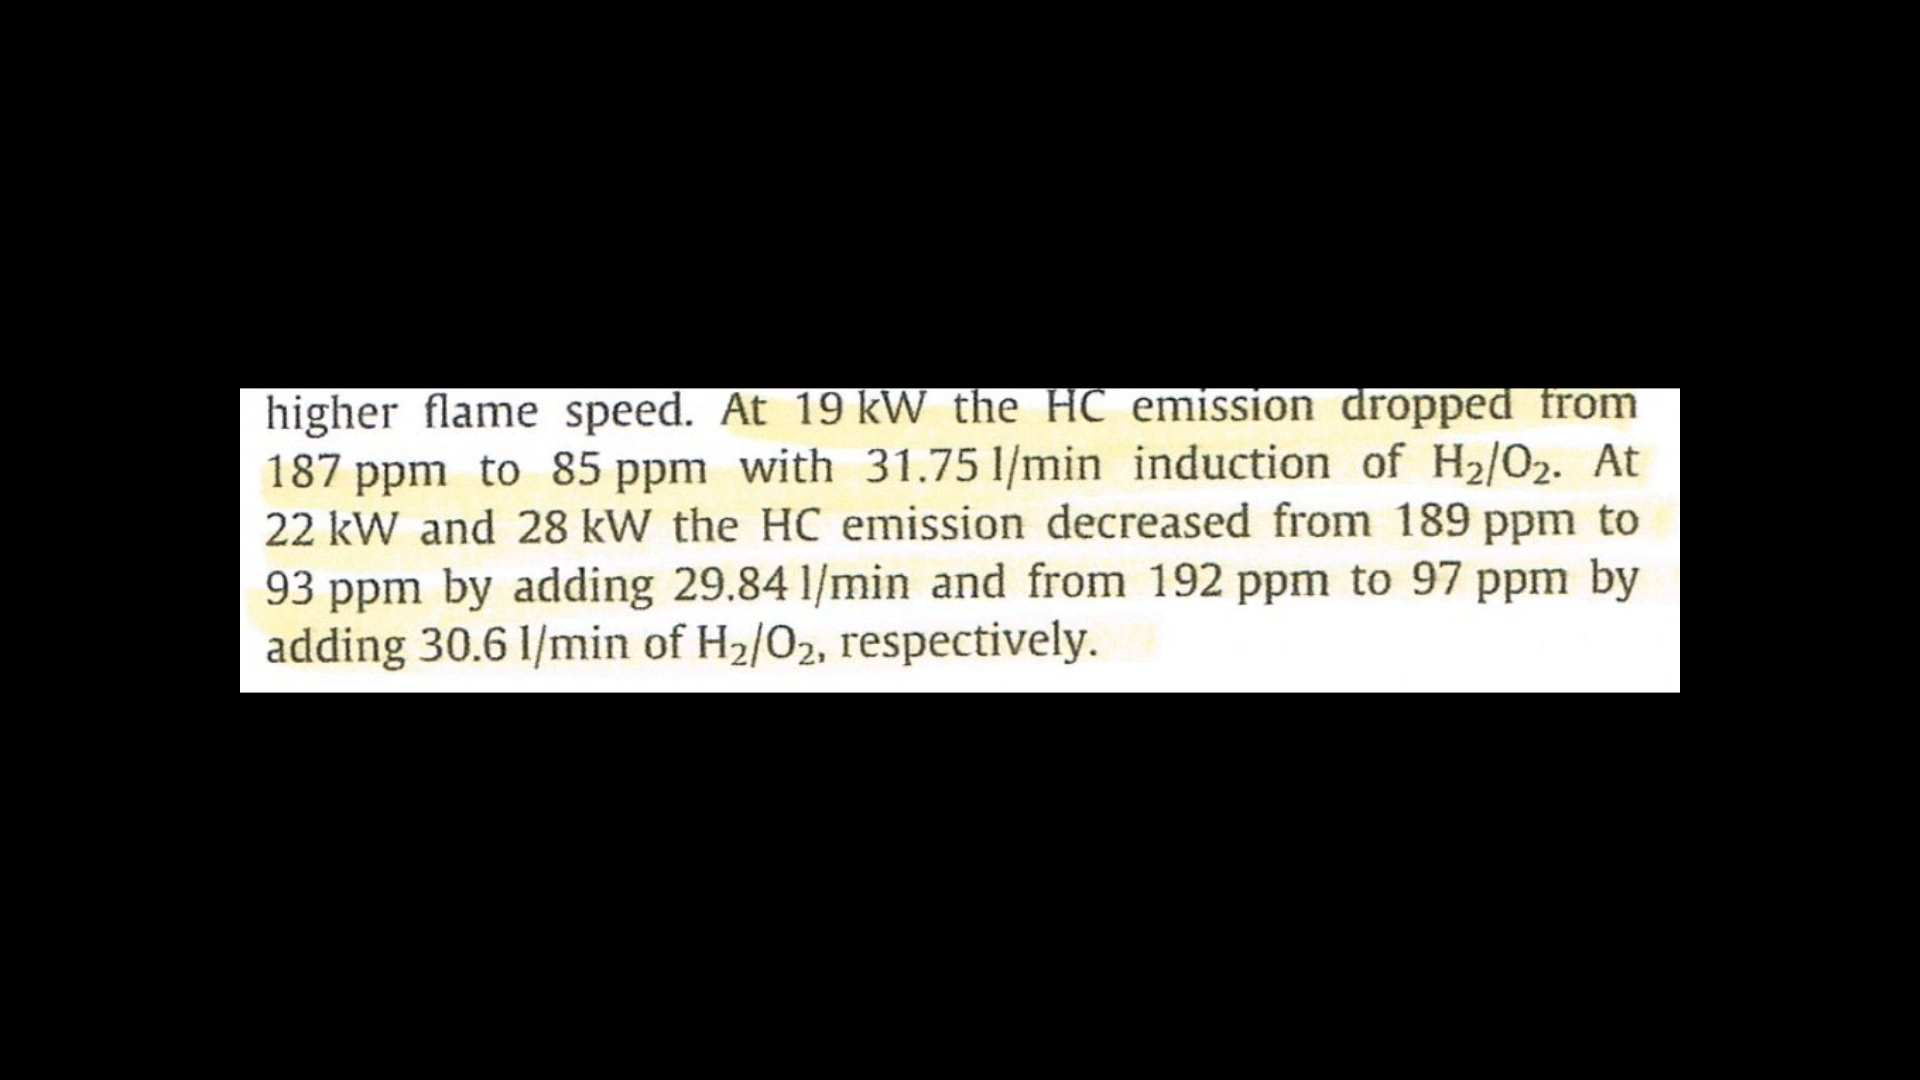 higher flame speed. At 19 kW the HC emission dropped from
187 ppm to 85 ppm with 31.75 l/min induction of H₂/O₂. At
22 kW and 28 kW the HC emission decreased from 189 ppm to
93 ppm by adding 29.84 l/min and from 192 ppm to 97 ppm by
adding 30.6 l/min of H₂/O₂, respectively.